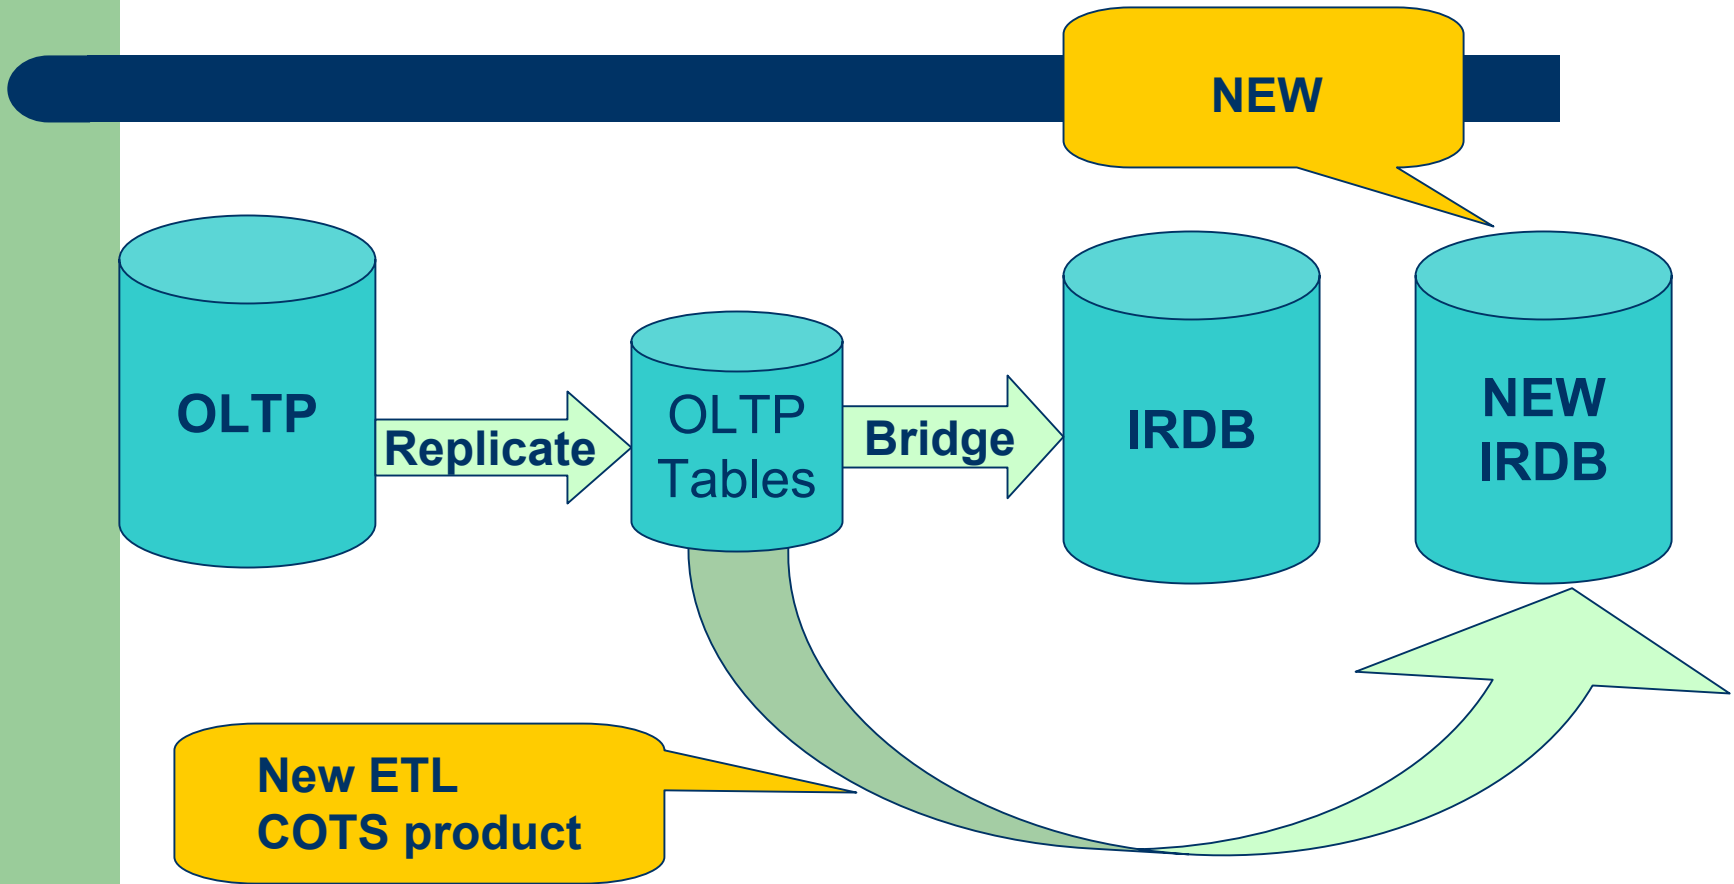 NEW
OLTP
Replicate
OLTP
Tables
Bridge
IRDB
NEW
IRDB
New ETL
COTS product